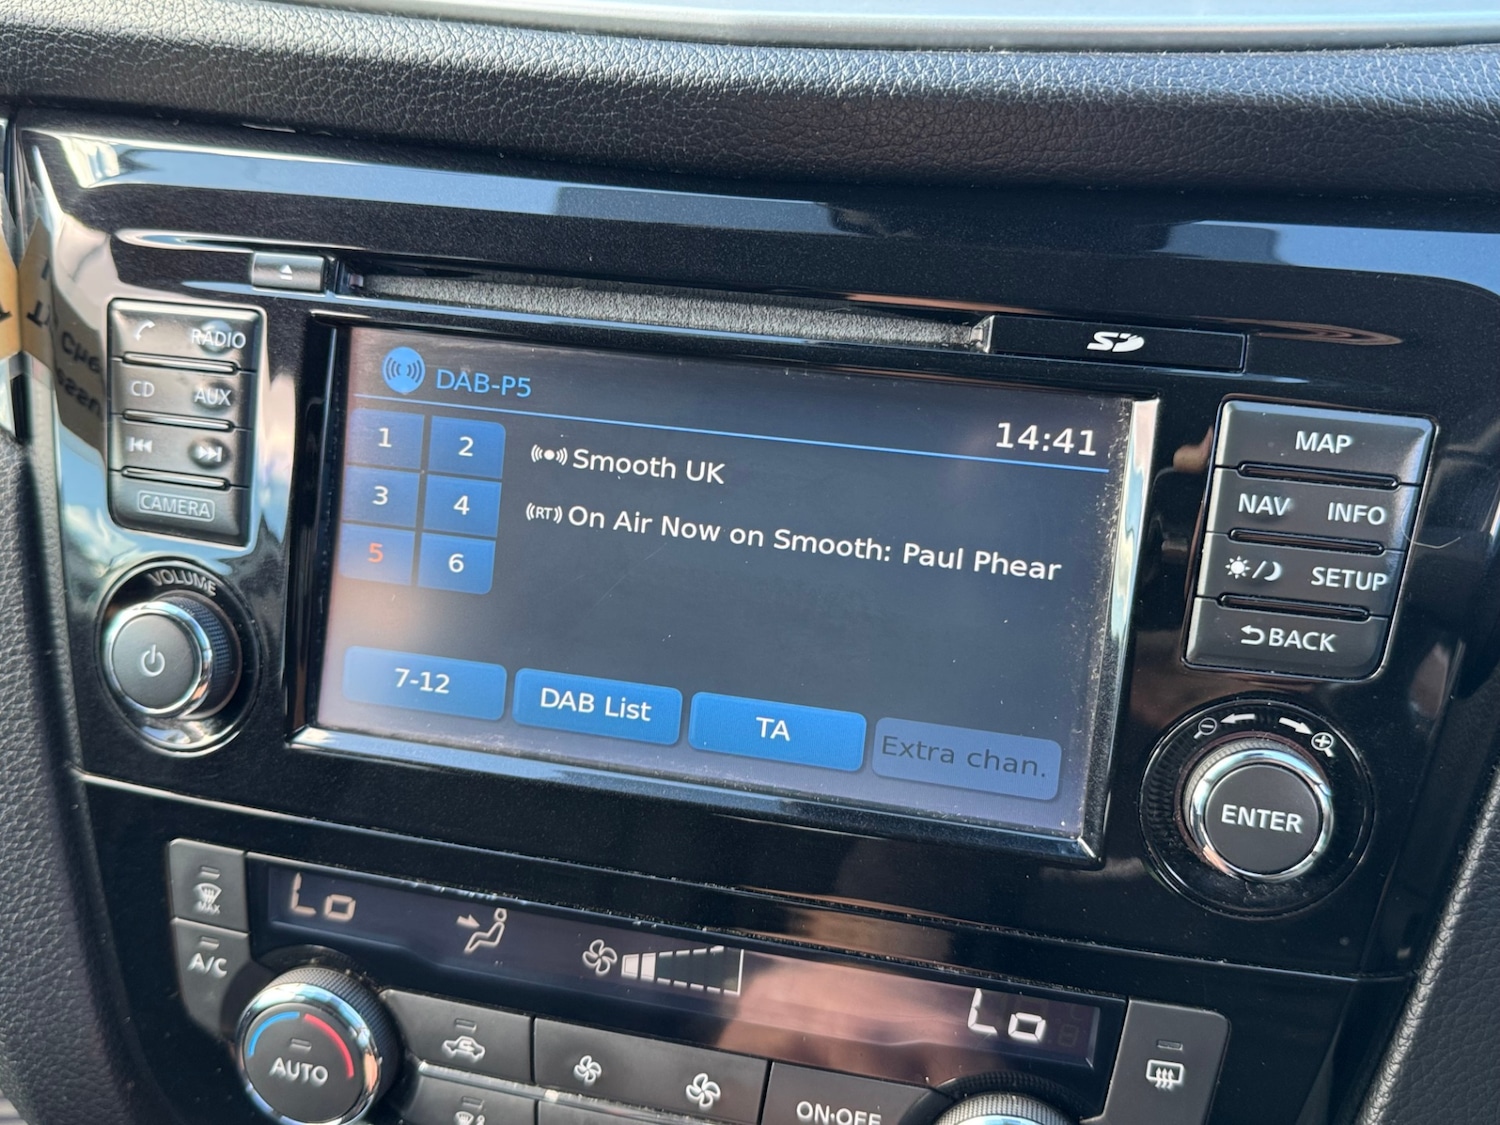 RADIO
CD AUX
CAMERA
VOLUME
DAB-P5
14:41
1 2
3 4
5 6
Smooth UK
(RT) On Air Now on Smooth: Paul Phear
7-12 DAB List TA Extra chan.
SD
MAP
NAV INFO
SETUP
BACK
ENTER
MAX
A/C
Lo
Lo
AUTO
ON·OFF